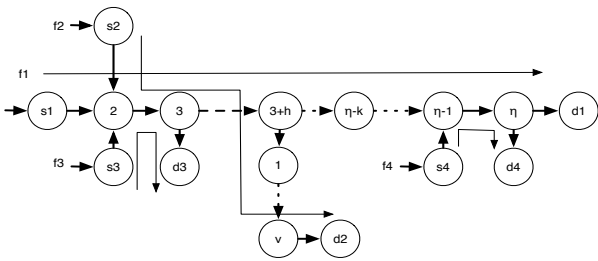 f2 s2
f1
s1 2 3 3+h η-k η-1 η d1
f3 s3 d3 1 f4 s4 d4
v d2